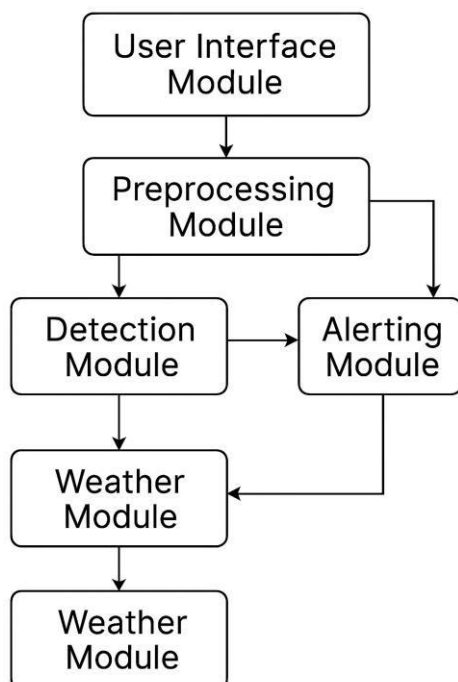 User Interface
Module
Preprocessing
Module
Detection
Module
Alerting
Module
Weather
Module
Weather
Module